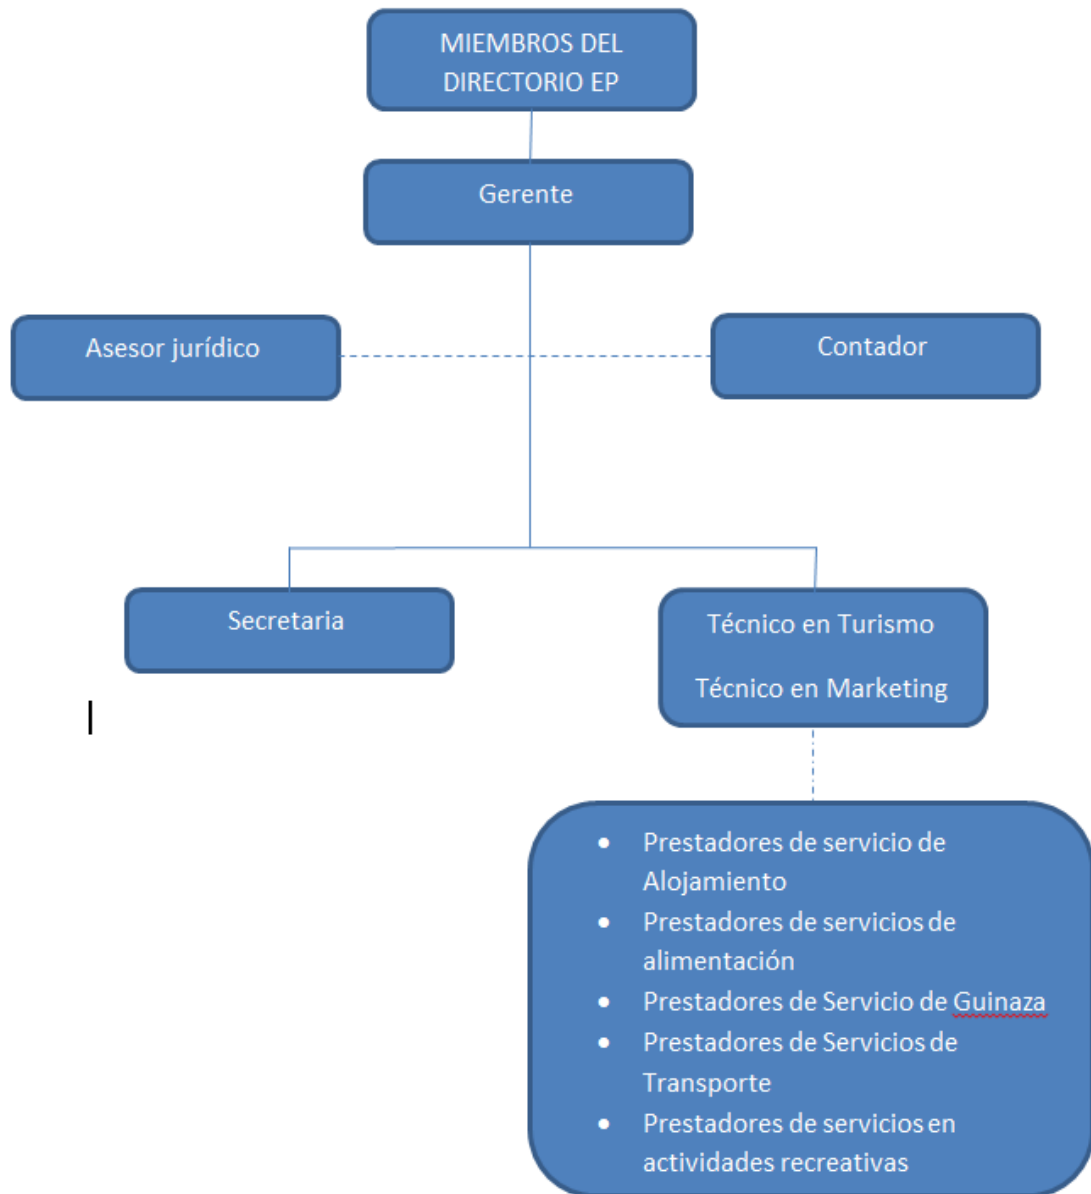 MIEMBROS DEL
DIRECTORIO EP
Gerente
Asesor jurídico
Contador
Secretaria
Técnico en Turismo
Técnico en Marketing
• Prestadores de servicio de
Alojamiento
• Prestadores de servicios de
alimentación
• Prestadores de Servicio de Guinaza
• Prestadores de Servicios de
Transporte
• Prestadores de servicios en
actividades recreativas